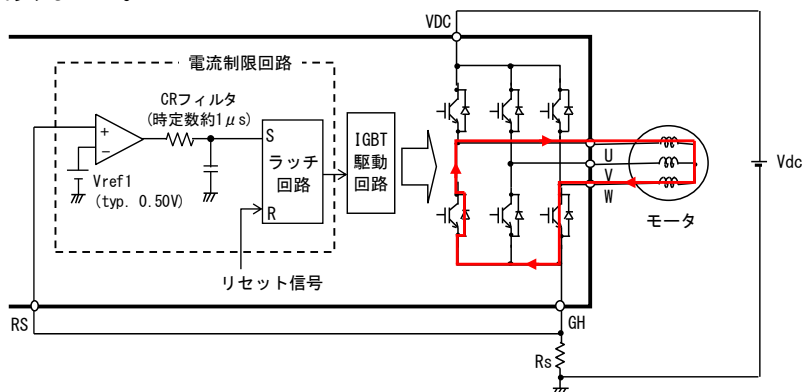 VDC
電流制限回路
CRフィルタ
(時定数約1μs)
+
−
S
ラッチ
回路
R
IGBT
駆動
回路
Vref1
(typ. 0.50V)
リセット信号
U
V
W
モータ
Vdc
RS
GH
Rs